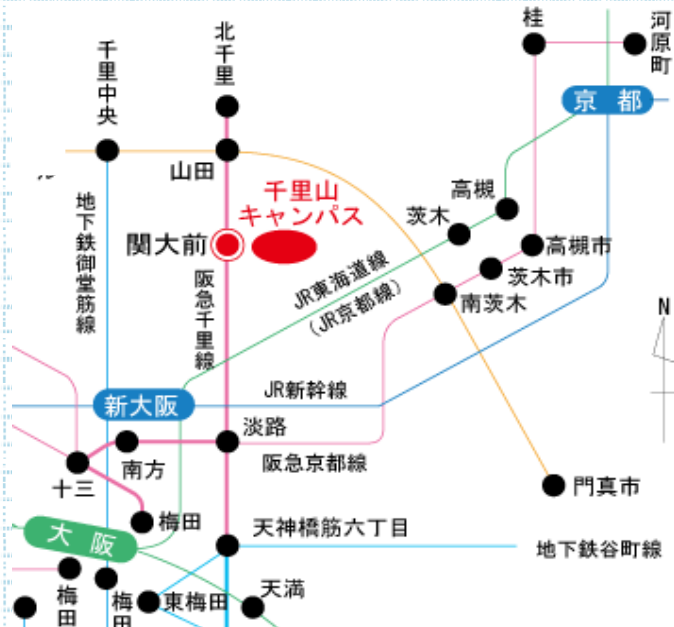 北千里
桂
河原町
千里中央
京都
山田
千里山
キャンパス
高槻
茨木
関大前
高槻市
地下鉄御堂筋線
阪急千里線
JR東海道線
(JR京都線)
茨木市
南茨木
N
JR新幹線
新大阪
淡路
阪急京都線
南方
十三
門真市
梅田
天神橋筋六丁目
大阪
地下鉄谷町線
天満
梅田
梅田
東梅田